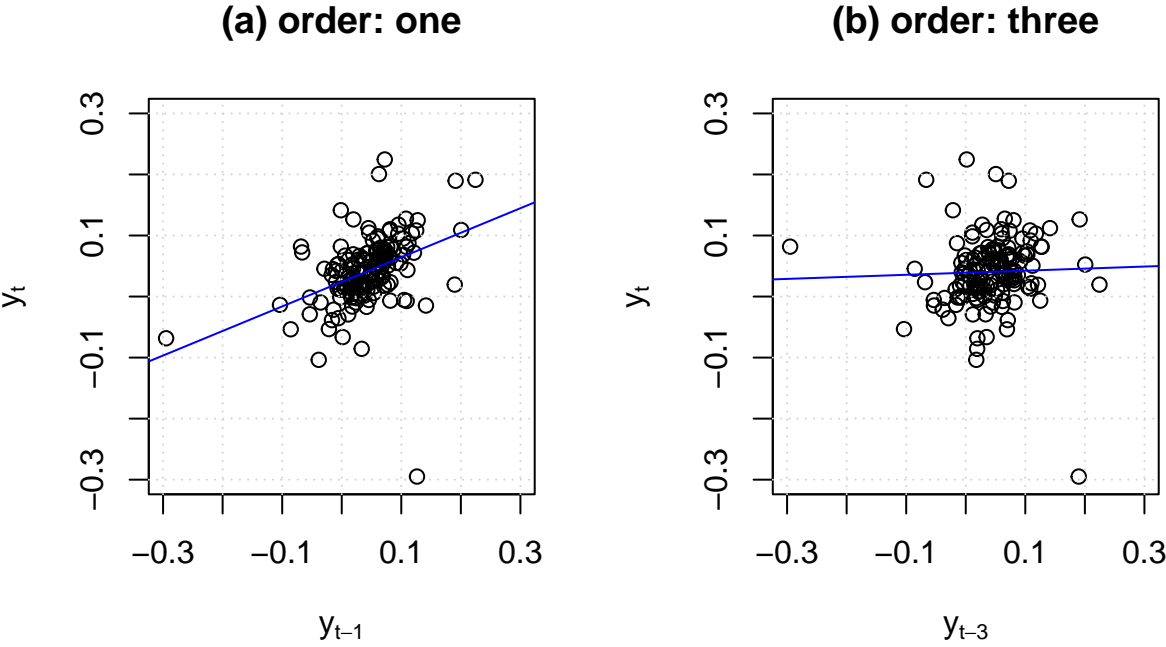 (a) order: one
0.3
0.1
−0.1
−0.3
yₜ
−0.3 −0.1 0.1 0.3
yₜ₋₁
(b) order: three
0.3
0.1
−0.1
−0.3
yₜ
−0.3 −0.1 0.1 0.3
yₜ₋₃